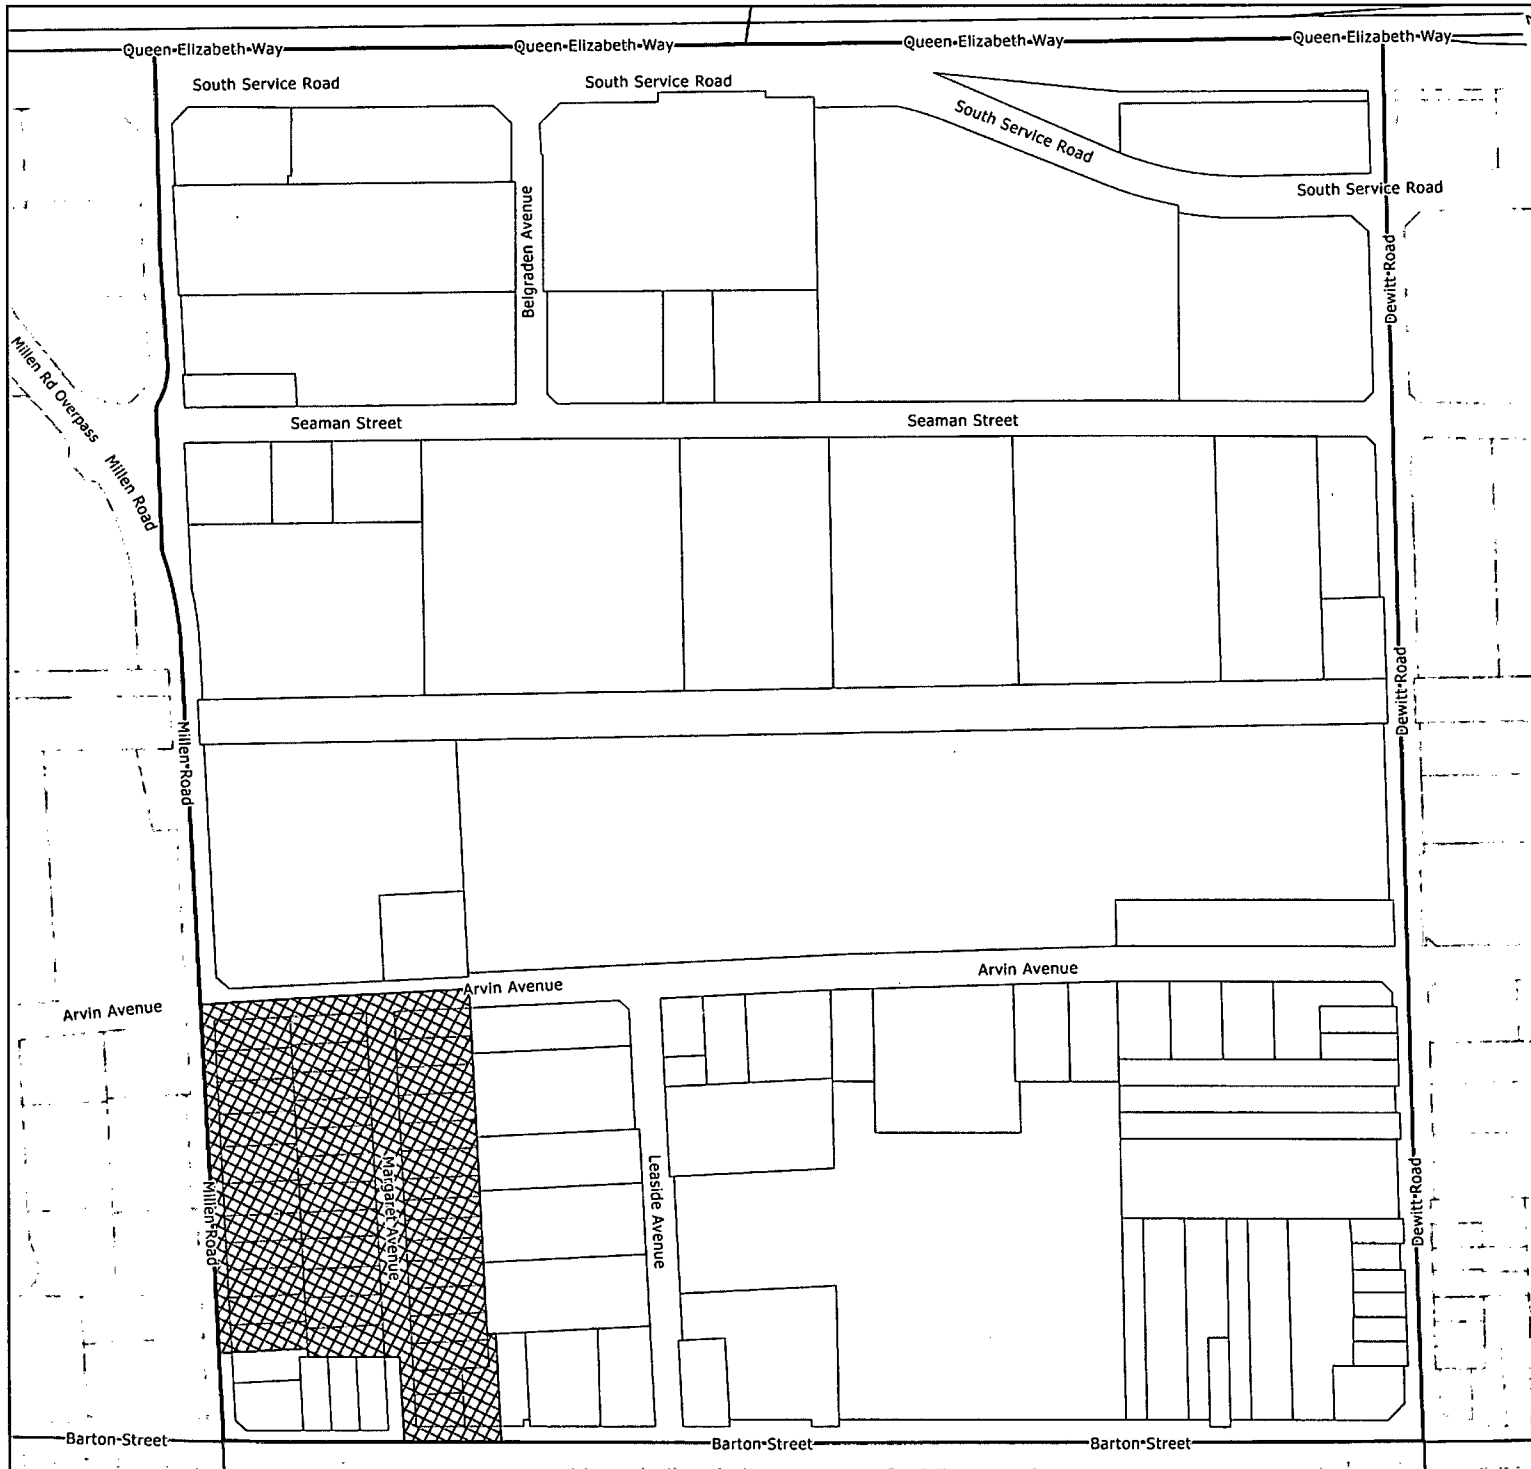 Queen-Elizabeth-Way
Queen-Elizabeth-Way
Queen-Elizabeth-Way
Queen-Elizabeth-Way
South Service Road
South Service Road
South Service Road
South Service Road
Belgraden Avenue
Dewitt-Road
Millen Rd Overpass
Millen Road
Seaman Street
Seaman Street
Dewitt-Road
Millen-Road
Arvin Avenue
Arvin Avenue
Arvin Avenue
Margaret Avenue
Leaside Avenue
Millen-Road
Dewitt-Road
Barton-Street
Barton-Street
Barton-Street